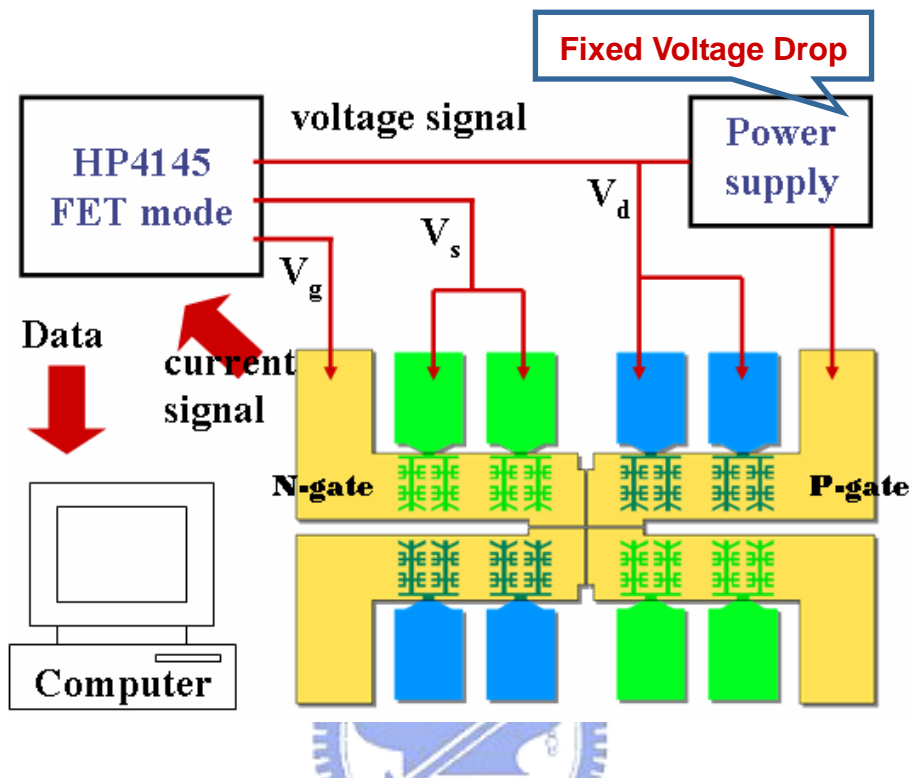 Fixed Voltage Drop
voltage signal
HP4145
FET mode
Power
supply
Vd
Vs
Vg
Data
current
signal
N-gate
P-gate
Computer